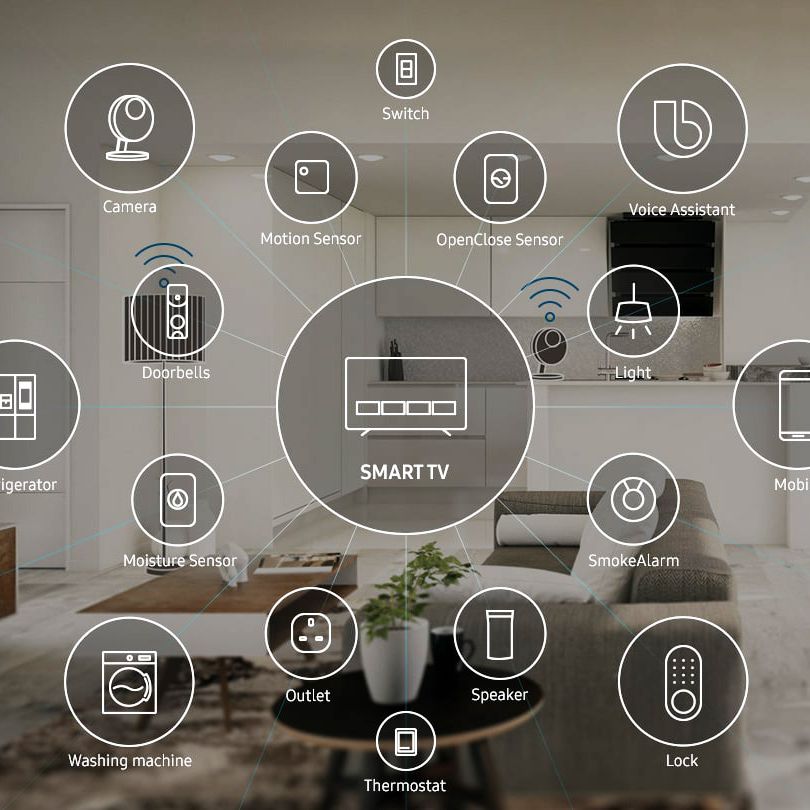 Switch
Camera
Voice Assistant
Motion Sensor
OpenClose Sensor
Doorbells
Light
SMART TV
igerator
Mobi
Moisture Sensor
SmokeAlarm
Outlet
Speaker
Washing machine
Lock
Thermostat